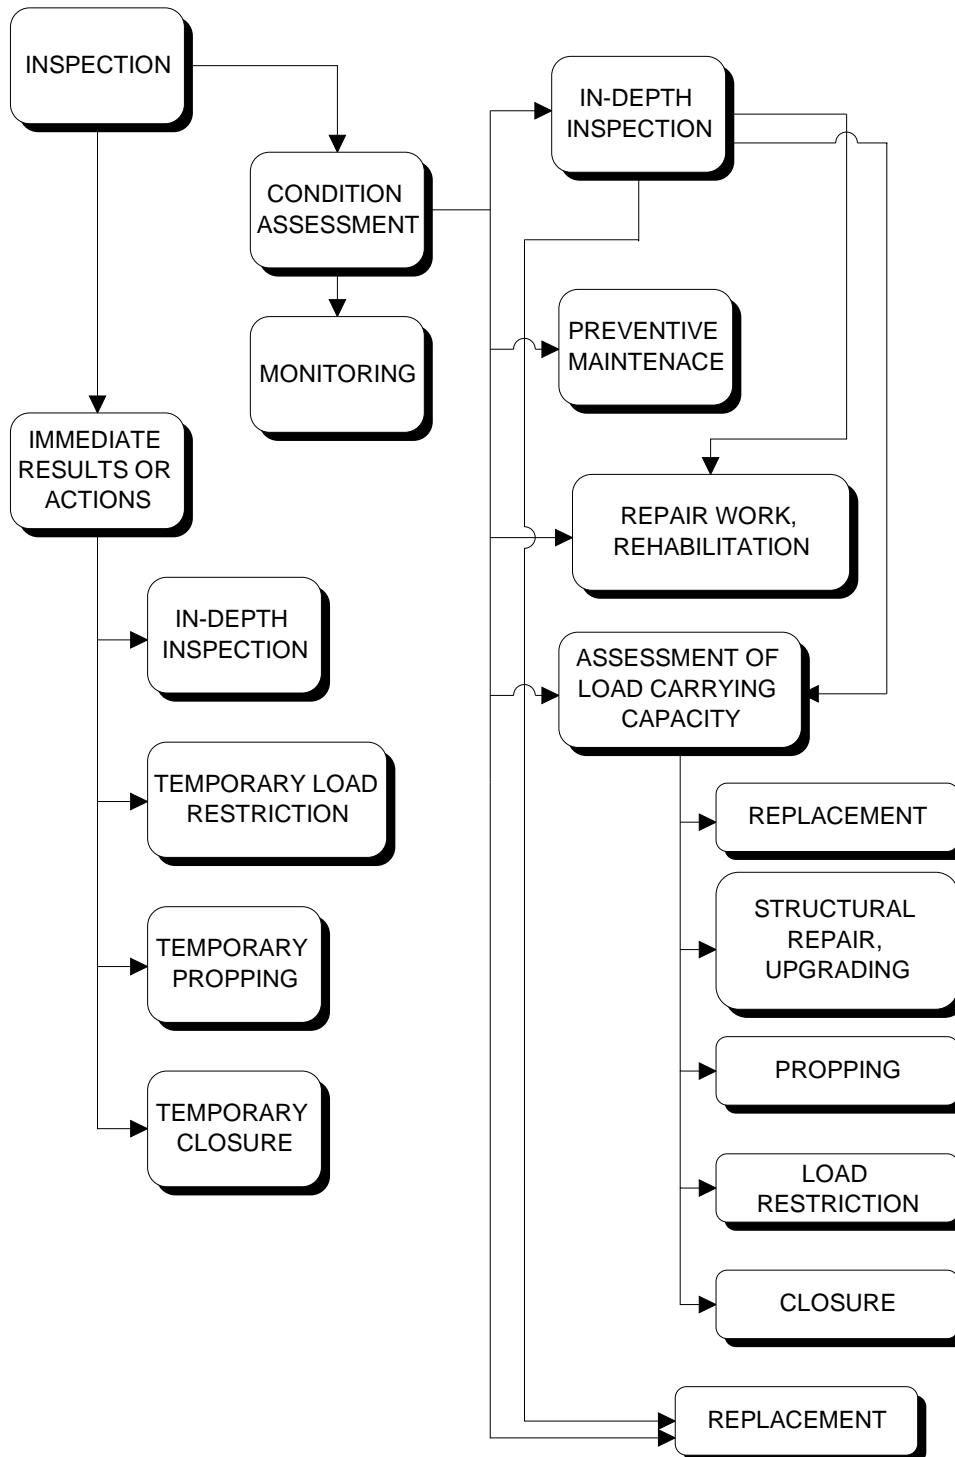 INSPECTION
IN-DEPTH
INSPECTION
CONDITION
ASSESSMENT
MONITORING
PREVENTIVE
MAINTENACE
IMMEDIATE
RESULTS OR
ACTIONS
REPAIR WORK,
REHABILITATION
IN-DEPTH
INSPECTION
ASSESSMENT OF
LOAD CARRYING
CAPACITY
TEMPORARY LOAD
RESTRICTION
REPLACEMENT
STRUCTURAL
REPAIR,
UPGRADING
TEMPORARY
PROPPING
PROPPING
TEMPORARY
CLOSURE
LOAD
RESTRICTION
CLOSURE
REPLACEMENT